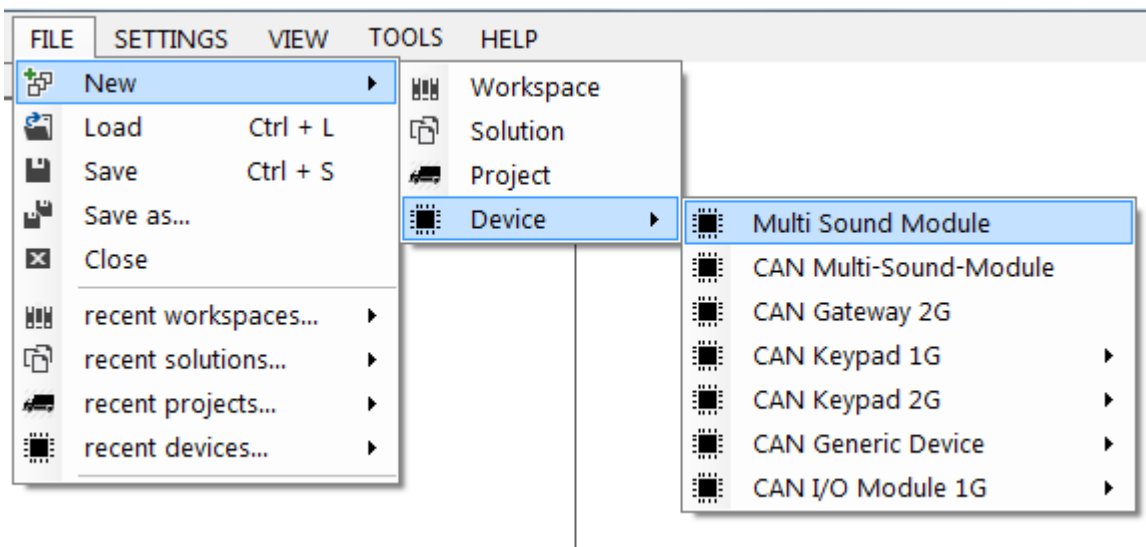 FILE SETTINGS VIEW TOOLS HELP
New
Load Ctrl + L
Save Ctrl + S
Save as...
Close
recent workspaces...
recent solutions...
recent projects...
recent devices...
Workspace
Solution
Project
Device
Multi Sound Module
CAN Multi-Sound-Module
CAN Gateway 2G
CAN Keypad 1G
CAN Keypad 2G
CAN Generic Device
CAN I/O Module 1G